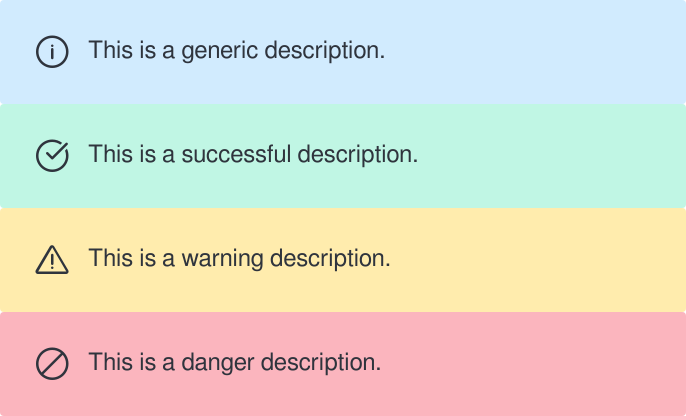 This is a generic description.
This is a successful description.
This is a warning description.
This is a danger description.